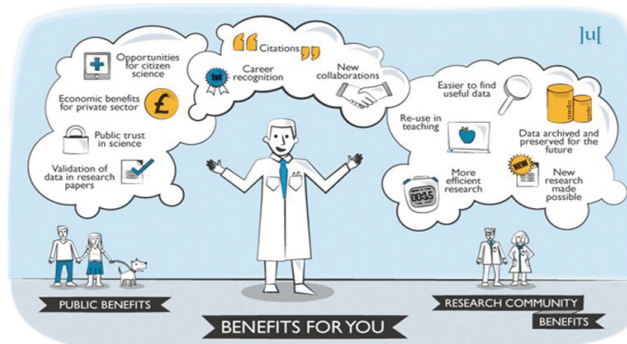 ]u[
Opportunities
for citizen
science
Economic benefits
for private sector
£
Public trust
in science
Validation of
data in research
papers
“ Citations ”
Career
recognition
1st
New
collaborations
Easier to find
useful data
Re-use in
teaching
Data archived and
preserved for the
future
More
efficient
research
NEW
New
research
made
possible
PUBLIC BENEFITS
BENEFITS FOR YOU
RESEARCH COMMUNITY
BENEFITS